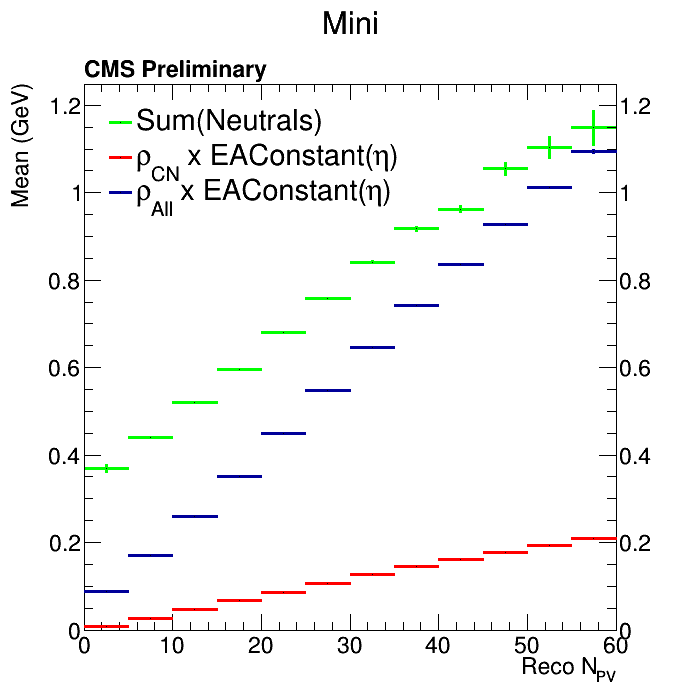 Mini
CMS Preliminary
Mean (GeV)
Sum(Neutrals)
ρCN x EAConstant(η)
ρAll x EAConstant(η)
1.2
1
0.8
0.6
0.4
0.2
0
1.2
1
0.8
0.6
0.4
0.2
0
0 10 20 30 40 50 60
Reco NPV